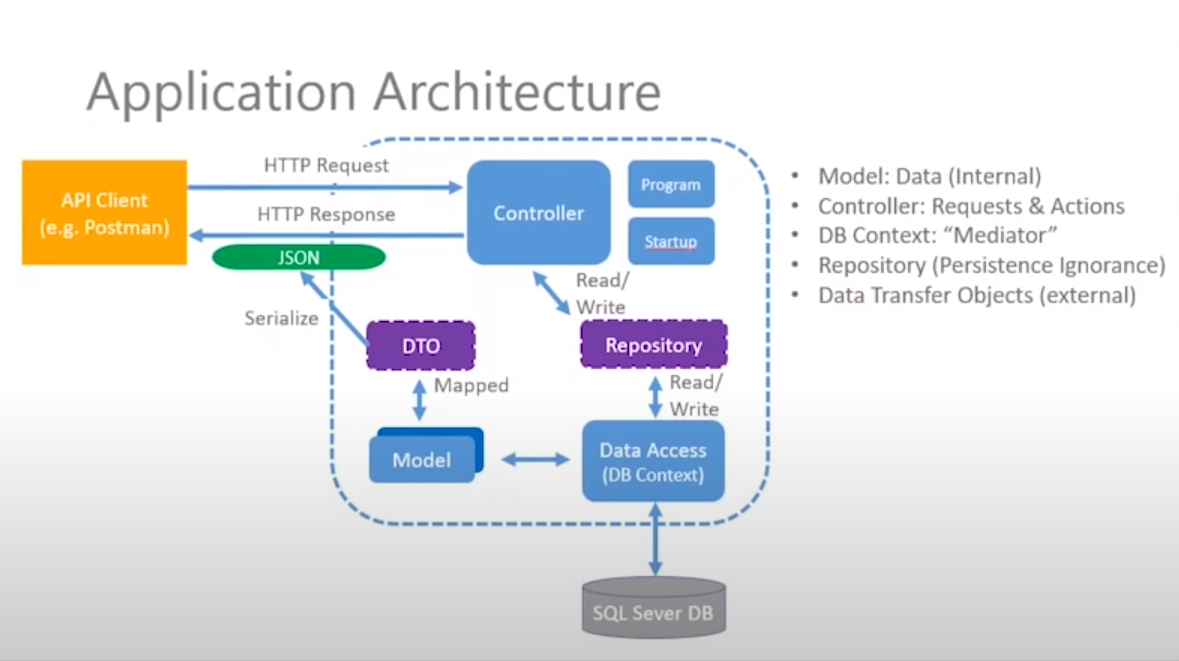 Application Architecture
HTTP Request
API Client
(e.g. Postman)
HTTP Response
JSON
Controller
Program
Startup
Read/
Write
Serialize
DTO
Repository
Mapped
Read/
Write
Model
Data Access
(DB Context)
SQL Sever DB
• Model: Data (Internal)
• Controller: Requests & Actions
• DB Context: “Mediator”
• Repository (Persistence Ignorance)
• Data Transfer Objects (external)